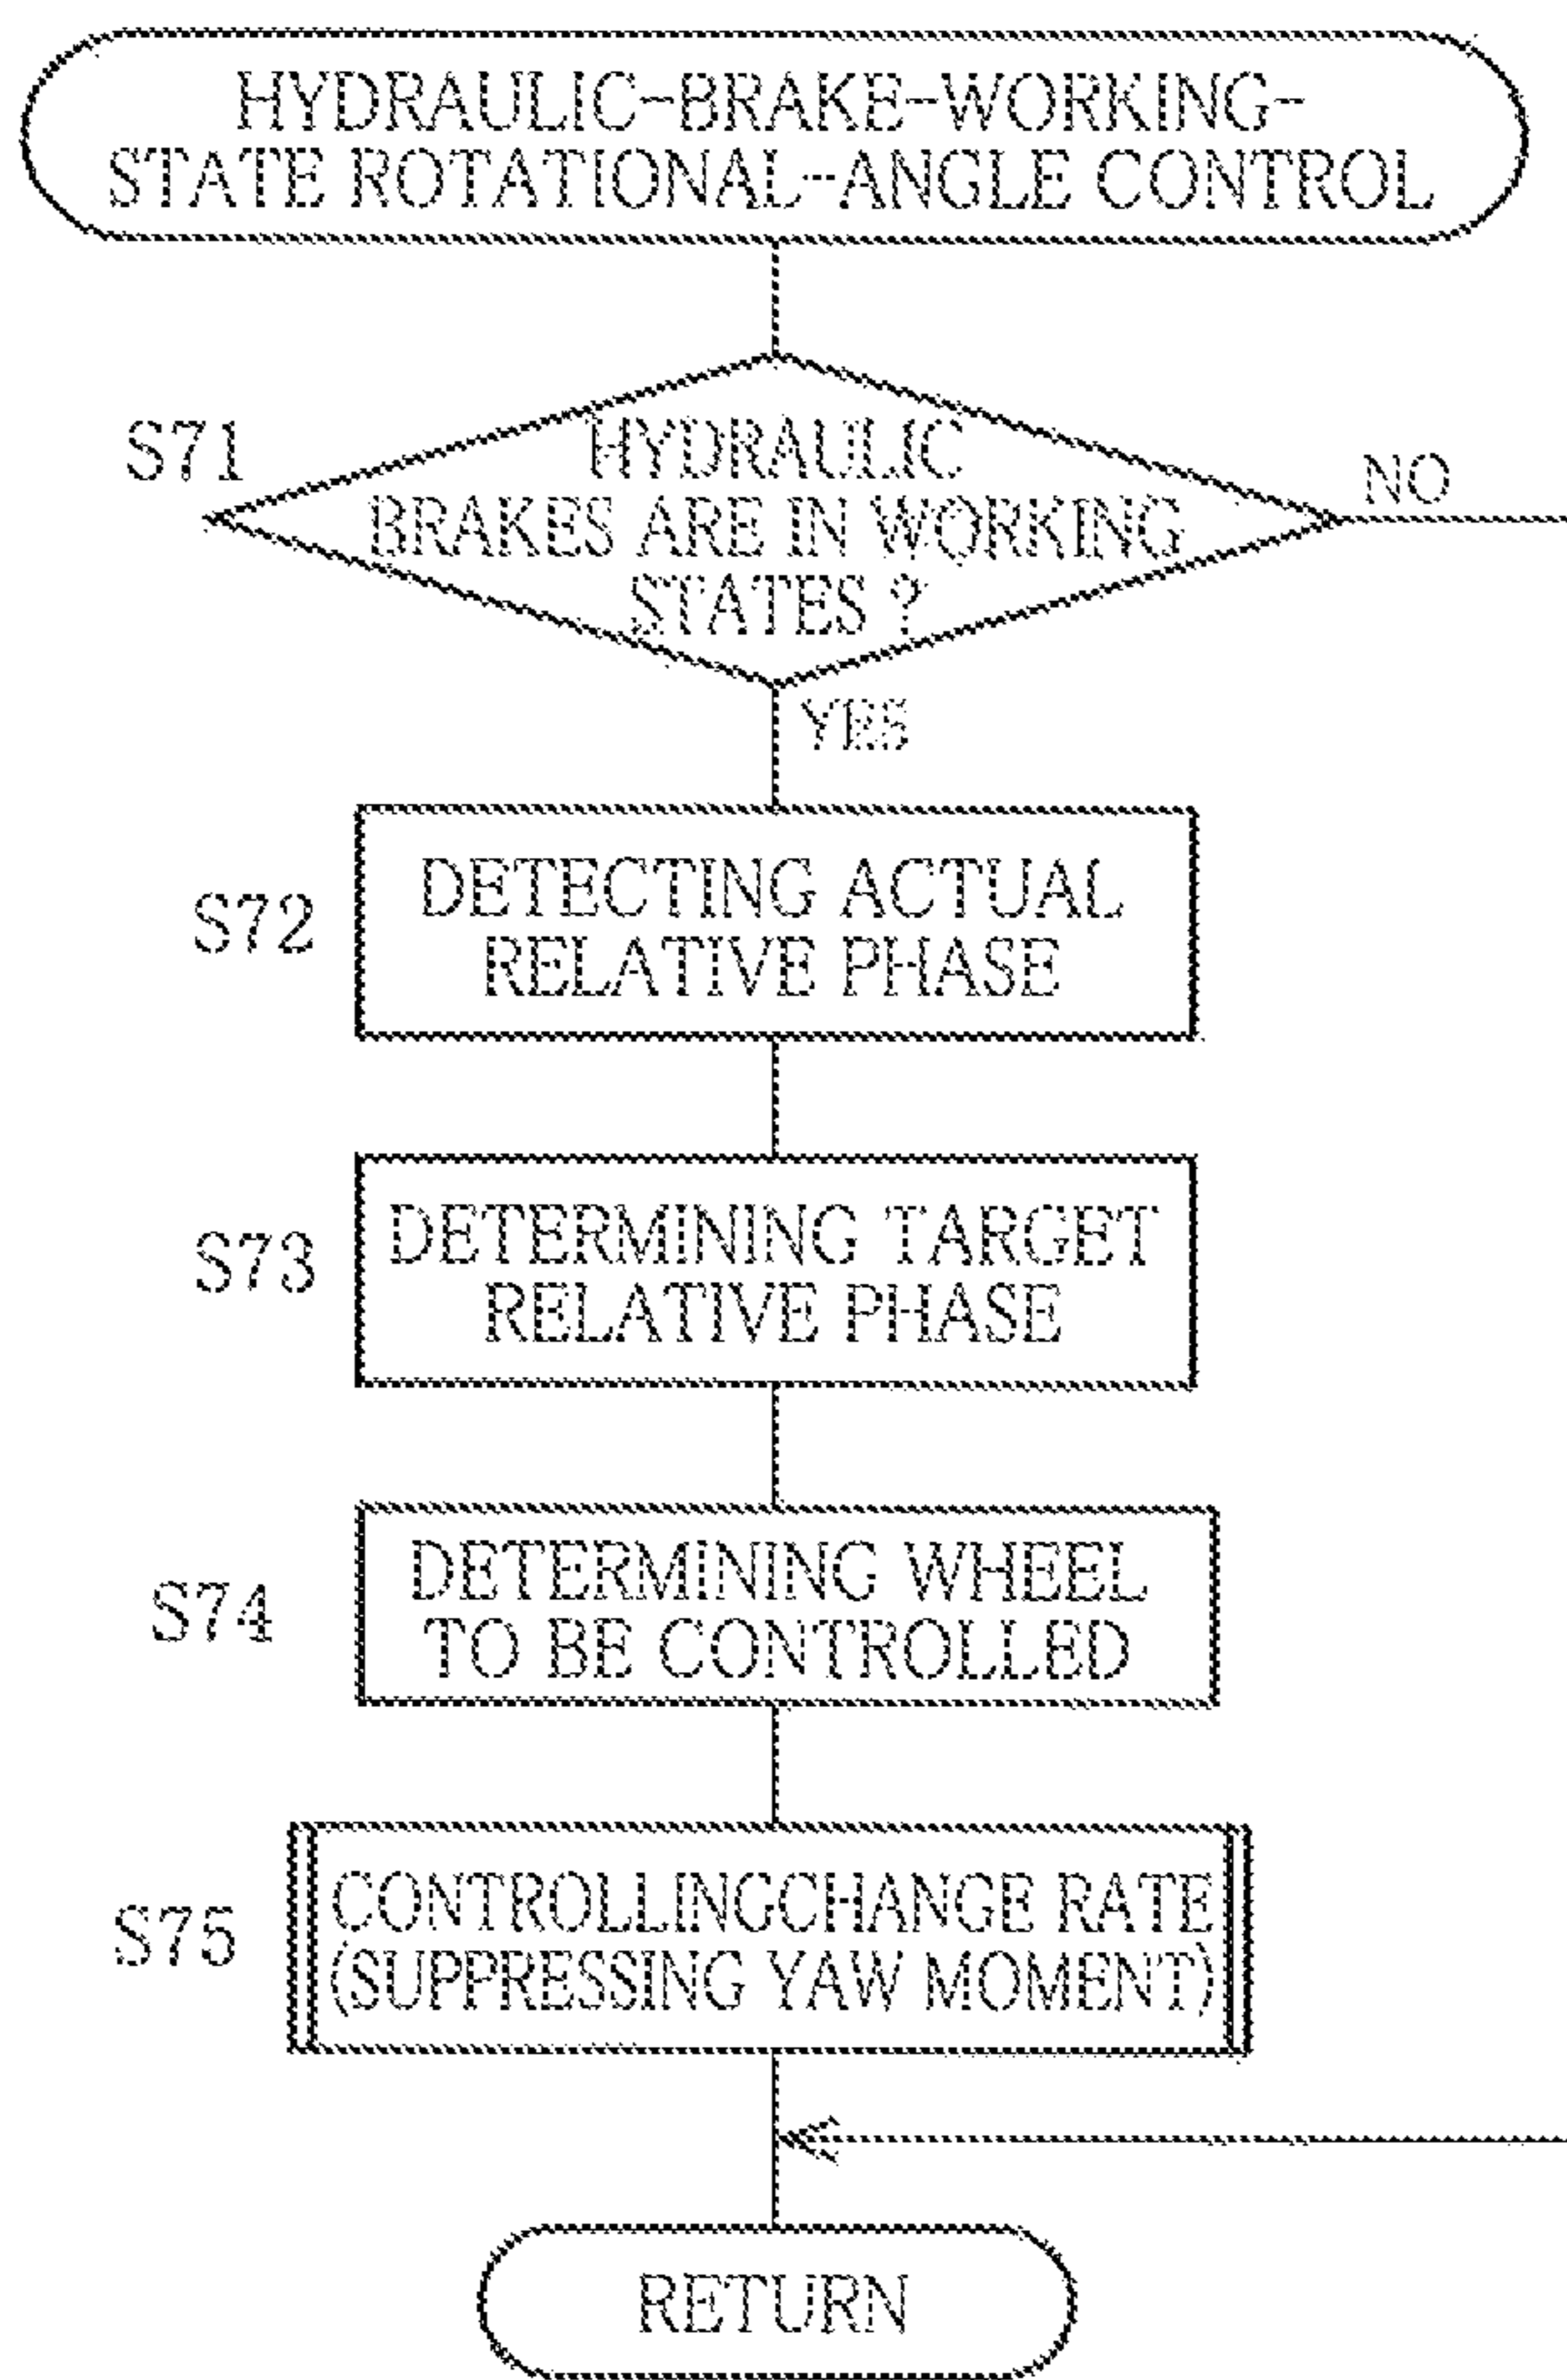 HYDRAULIC-BRAKE-WORKING-
STATE ROTATIONAL-ANGLE CONTROL
S71
HYDRAULIC
BRAKES ARE IN WORKING
STATES ?
NO
YES
S72
DETECTING ACTUAL
RELATIVE PHASE
S73
DETERMINING TARGET
RELATIVE PHASE
S74
DETERMINING WHEEL
TO BE CONTROLLED
S75
CONTROLLINGCHANGE RATE
(SUPPRESSING YAW MOMENT)
RETURN